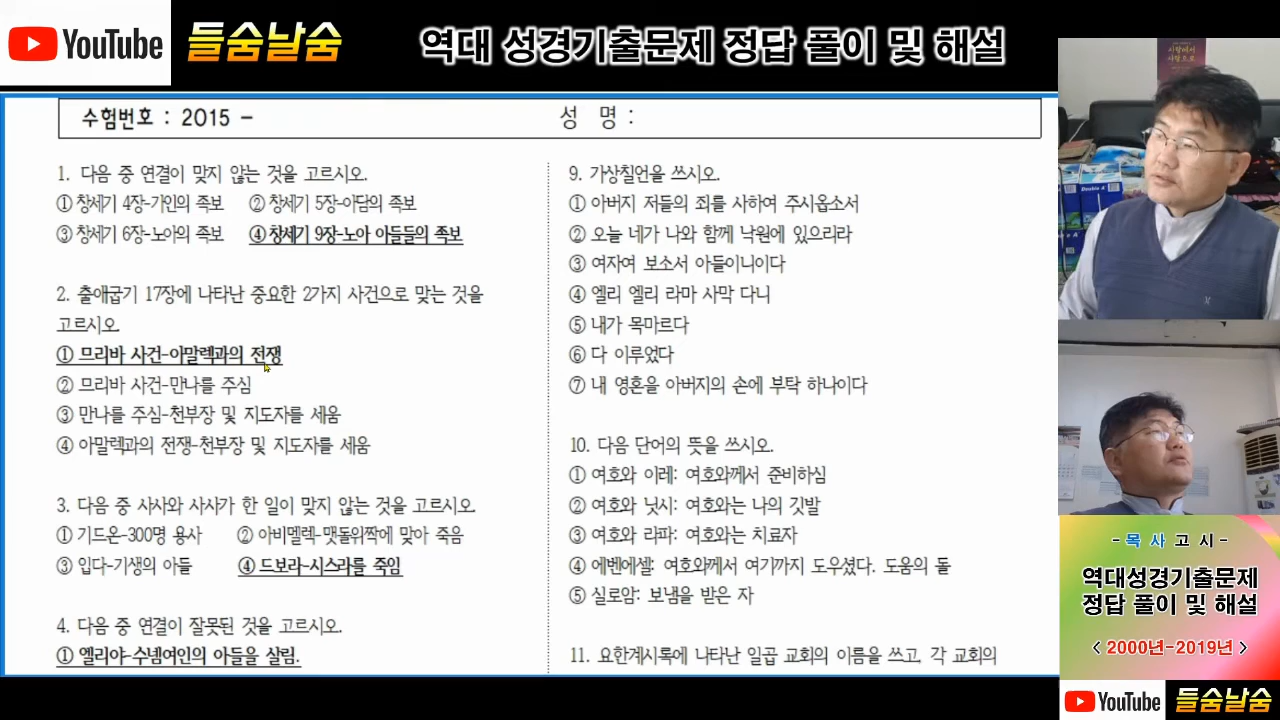 YouTube 들숨날숨 역대 성경기출문제 정답 풀이 및 해설
수험번호 : 2015 -
성 명 :
1. 다음 중 연결이 맞지 않는 것을 고르시오.
① 창세기 4장-가인의 족보 ② 창세기 5장-아담의 족보
③ 창세기 6장-노아의 족보 ④ 창세기 9장-노아 아들들의 족보
2. 출애굽기 17장에 나타난 중요한 2가지 사건으로 맞는 것을
고르시오.
① 므리바 사건-아말렉과의 전쟁
② 므리바 사건-만나를 주심
③ 만나를 주심-천부장 및 지도자를 세움
④ 아말렉과의 전쟁-천부장 및 지도자를 세움
3. 다음 중 사사와 사사가 한 일이 맞지 않는 것을 고르시오.
① 기드온-300명 용사 ② 아비멜렉-맷돌위짝에 맞아 죽음
③ 입다-기생의 아들 ④ 드보라-시스라를 죽임
4. 다음 중 연결이 잘못된 것을 고르시오.
① 엘리야-수넴여인의 아들을 살림.
9. 가상칠언을 쓰시오.
① 아버지 저들의 죄를 사하여 주시옵소서
② 오늘 네가 나와 함께 낙원에 있으리라
③ 여자여 보소서 아들이니이다
④ 엘리 엘리 라마 사막 다니
⑤ 내가 목마르다
⑥ 다 이루었다
⑦ 내 영혼을 아버지의 손에 부탁 하나이다
10. 다음 단어의 뜻을 쓰시오.
① 여호와 이레: 여호와께서 준비하심
② 여호와 닛시: 여호와는 나의 깃발
③ 여호와 라파: 여호와는 치료자
④ 에벤에셀: 여호와께서 여기까지 도우셨다. 도움의 돌
⑤ 실로암: 보냄을 받은 자
11. 요한계시록에 나타난 일곱 교회의 이름을 쓰고, 각 교회의
사랑에서
사랑으로
Double A
- 목 사 고 시 -
역대성경기출문제
정답 풀이 및 해설
< 2000년-2019년 >
YouTube 들숨날숨